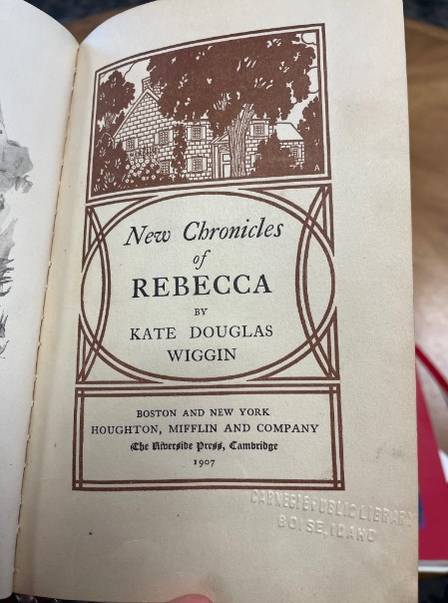 New Chronicles
of
REBECCA
BY
KATE DOUGLAS
WIGGIN
BOSTON AND NEW YORK
HOUGHTON, MIFFLIN AND COMPANY
The Riverside Press, Cambridge
1907
CARNEGIE PUBLIC LIBRARY
BOISE, IDAHO